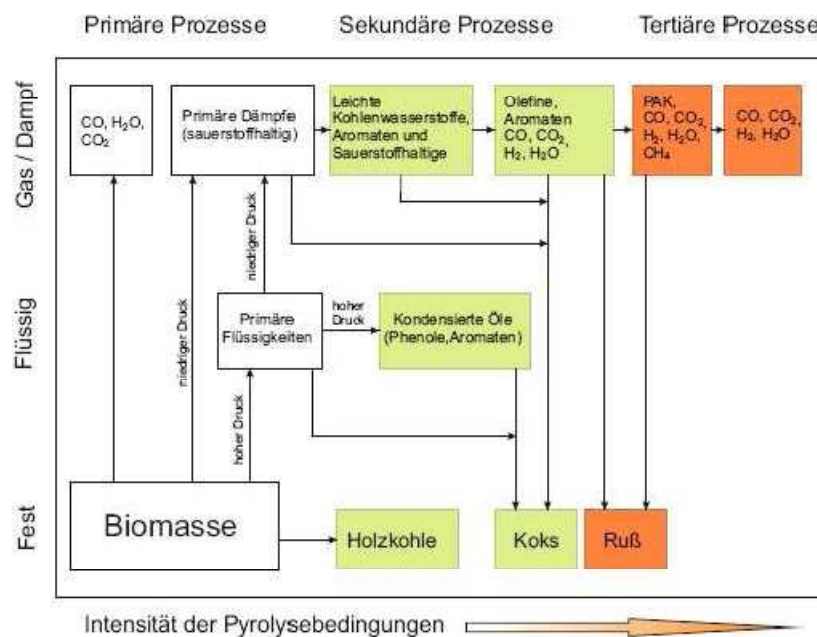 Primäre Prozesse
Sekundäre Prozesse
Tertiäre Prozesse
Gas / Dampf
CO, H₂O,
CO₂
Primäre Dämpfe
(sauerstoffhaltig)
Leichte
Kohlenwasserstoffe,
Aromaten und
Sauerstoffhaltige
Olefine,
Aromaten
CO, CO₂,
H₂, H₂O
PAK,
CO, CO₂,
H₂, H₂O,
CH₄
CO, CO₂,
H₂, H₂O
niedriger Druck
niedriger Druck
Flüssig
Primäre
Flüssigkeiten
hoher
Druck
Kondensierte Öle
(Phenole,Aromaten)
hoher Druck
Fest
Biomasse
Holzkohle
Koks
Ruß
Intensität der Pyrolysebedingungen